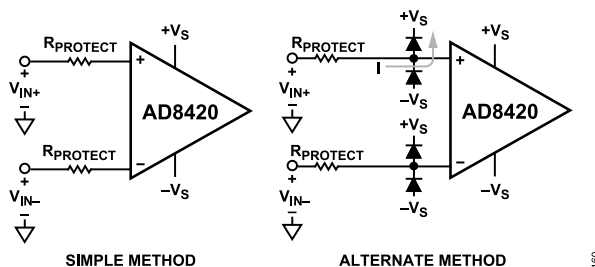 +VS
RPROTECT
+
+
VIN+
−
AD8420
RPROTECT
−
+
VIN–
−
−VS
SIMPLE METHOD
+VS
RPROTECT
+
+
I
VIN+
−
−VS
+VS
AD8420
RPROTECT
−
+
VIN–
−
−VS
−VS
+VS
ALTERNATE METHOD